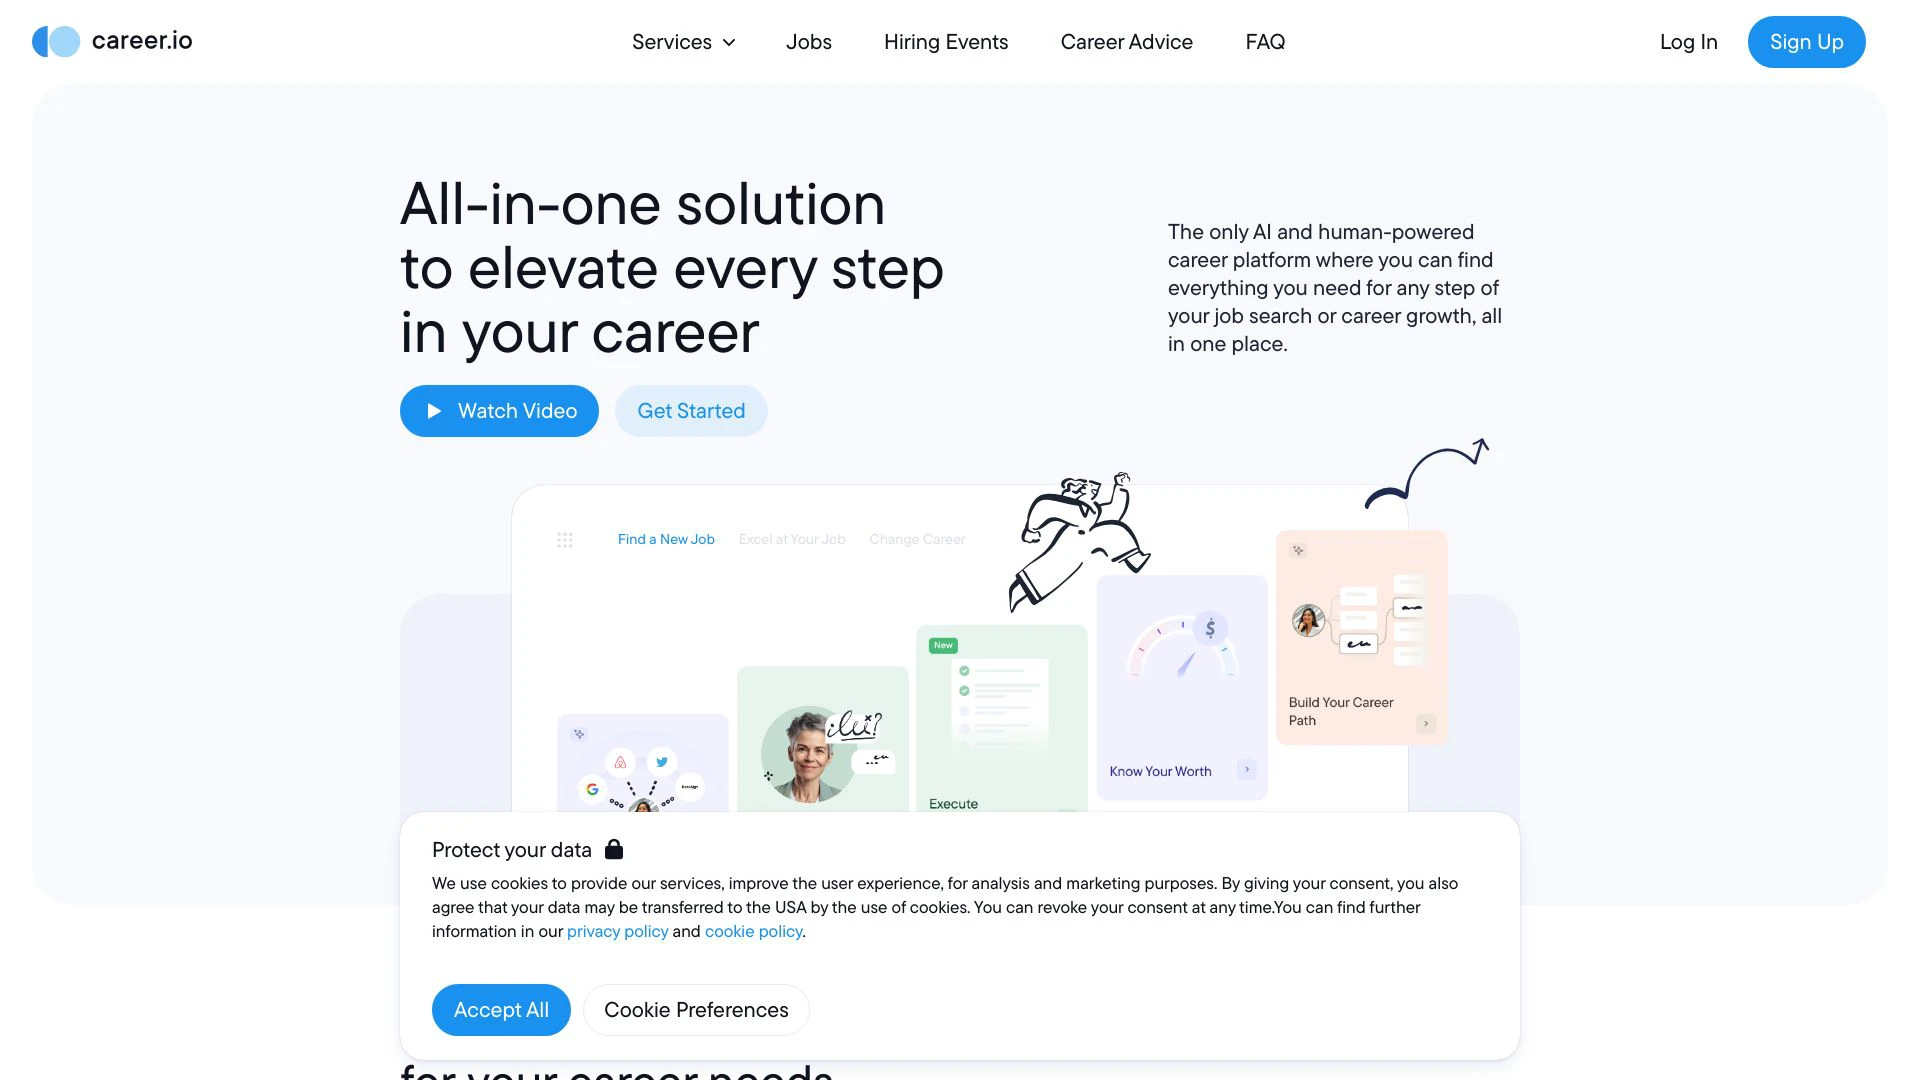 career.io
Services
Jobs
Hiring Events
Career Advice
FAQ
Log In
Sign Up
All-in-one solution
to elevate every step
in your career
The only AI and human-powered
career platform where you can find
everything you need for any step of
your job search or career growth, all
in one place.
Watch Video
Get Started
Find a New Job
Excel at Your Job
Change Career
New
Build Your Career
Path
Know Your Worth
Execute
Protect your data
We use cookies to provide our services, improve the user experience, for analysis and marketing purposes. By giving your consent, you also
agree that your data may be transferred to the USA by the use of cookies. You can revoke your consent at any time.You can find further
information in our privacy policy and cookie policy.
Accept All
Cookie Preferences
for your career needs